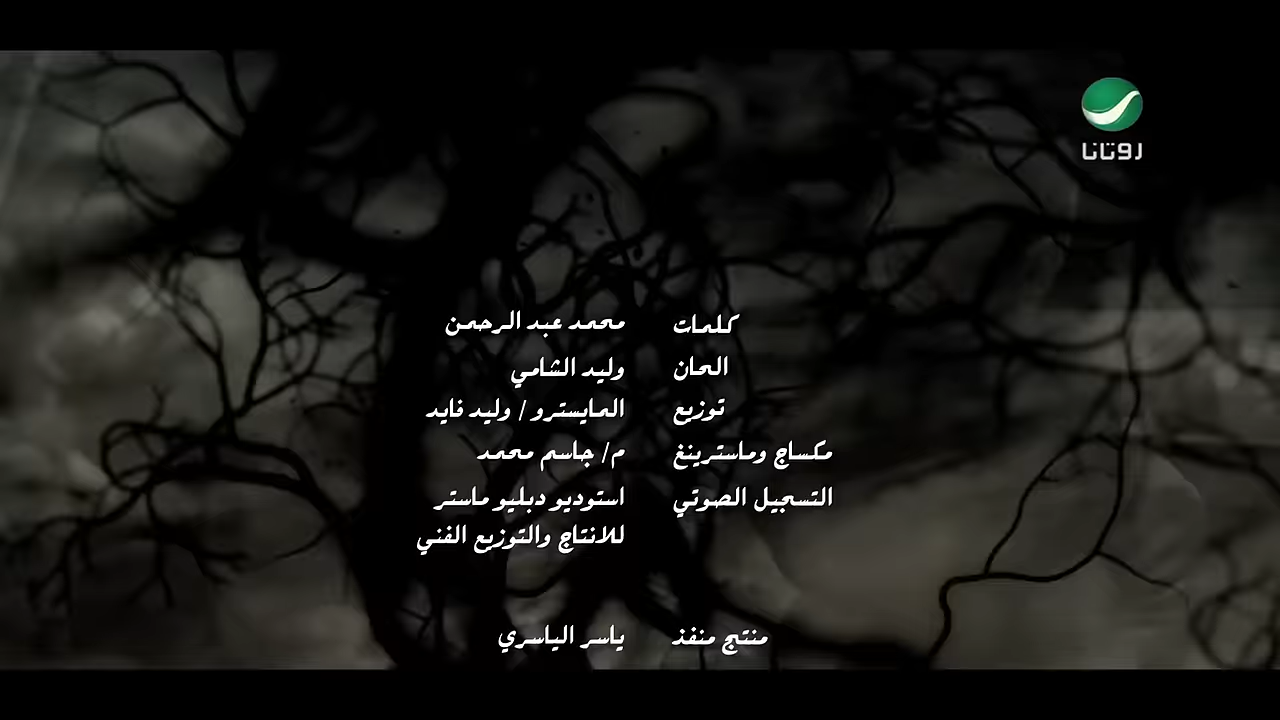 روتانا
كلمات محمد عبد الرحمن
الحان وليد الشامي
توزيع المايسترو / وليد فايد
مكساج وماسترينغ م/ جاسم محمد
التسجيل الصوتي استوديو دبليو ماستر
للانتاج والتوزيع الفني
منتج منفذ ياسر الياسري